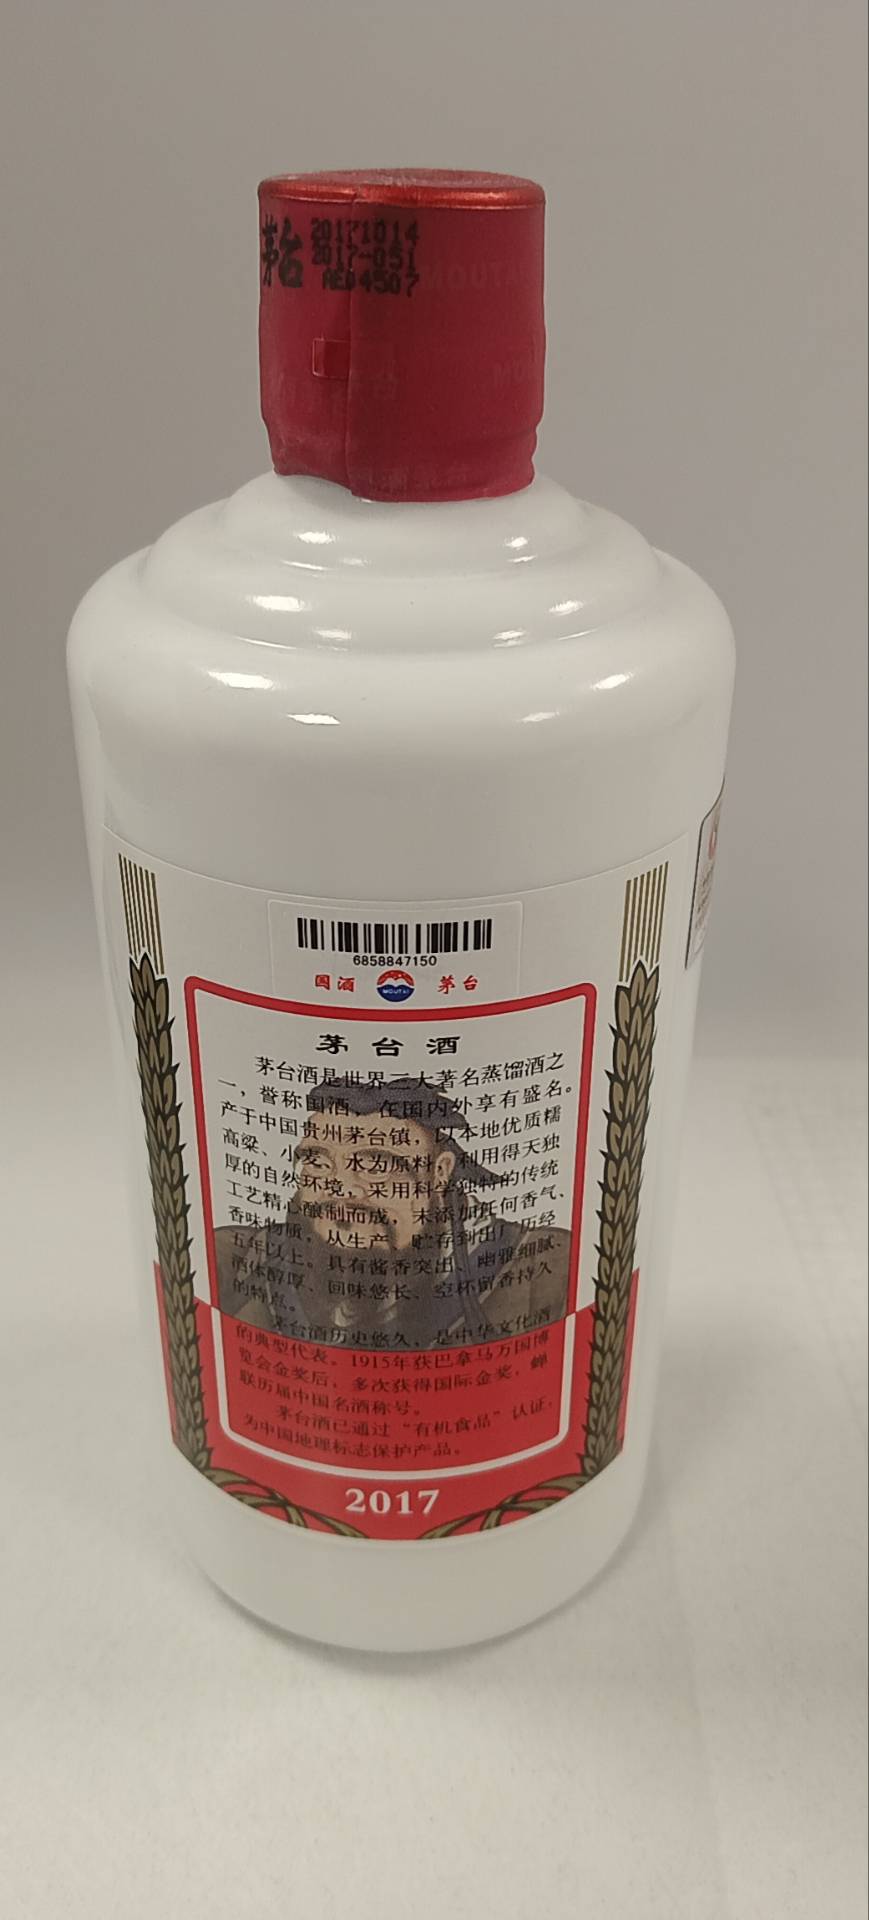 茅台
20171014
2017-051
AE04507
MOUTAI
6858847150
国酒
MOUTAI
茅台
茅台酒
茅台酒是世界三大著名蒸馏酒之
一，誉称国酒，在国内外享有盛名。
产于中国贵州茅台镇，以本地优质糯
高粱、小麦、水为原料，利用得天独
厚的自然环境，采用科学独特的传统
工艺精心酿制而成，未添加任何香气、
香味物质，从生产、贮存到出厂历经
五年以上。具有酱香突出、幽雅细腻、
酒体醇厚、回味悠长、空杯留香持久
的特点。
茅台酒历史悠久，是中华文化酒
的典型代表。1915年获巴拿马万国博
览会金奖后，多次获得国际金奖，蝉
联历届中国名酒称号。
茅台酒已通过“有机食品”认证，
为中国地理标志保护产品。
2017